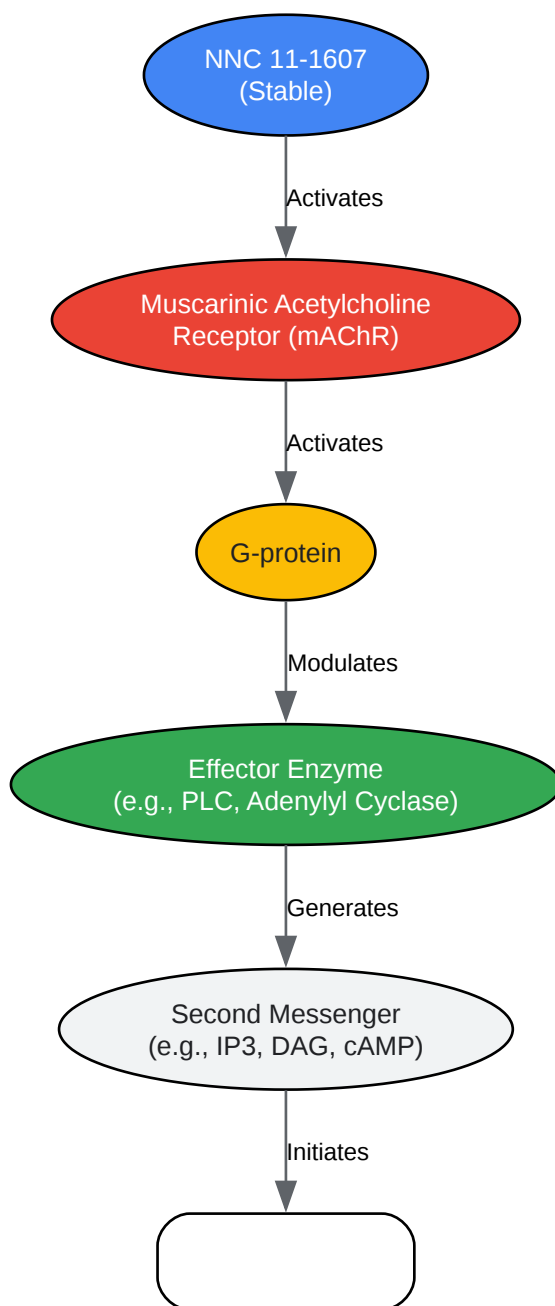 NNC 11-1607
(Stable)
Activates
Muscarinic Acetylcholine
Receptor (mAChR)
Activates
G-protein
Modulates
Effector Enzyme
(e.g., PLC, Adenylyl Cyclase)
Generates
Second Messenger
(e.g., IP3, DAG, cAMP)
Initiates